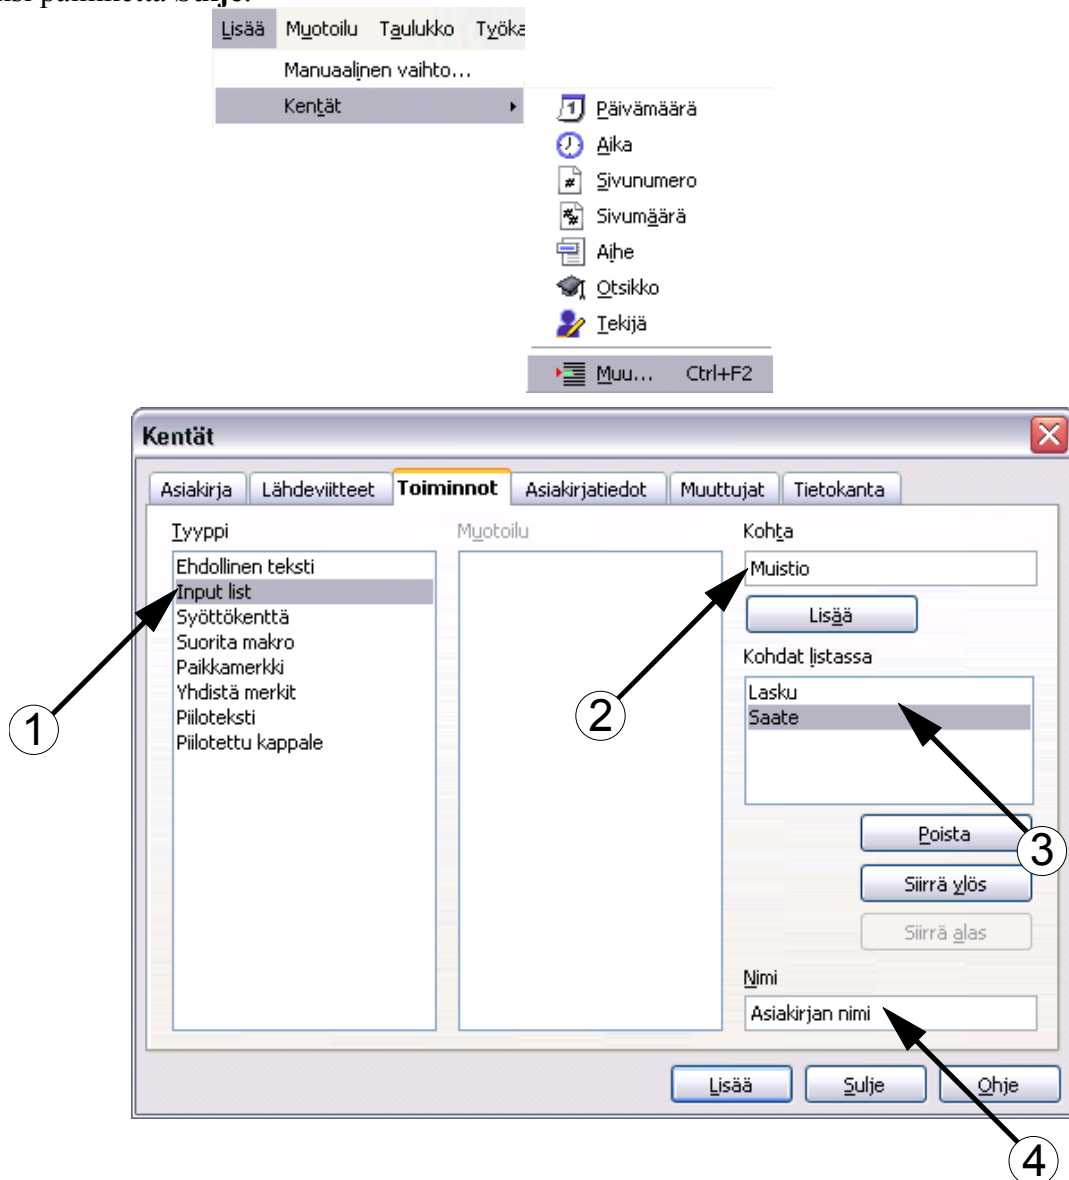 Lisää Muotoilu Taulukko Työka
Manuaalinen vaihto...
Kentät
Päivämäärä
Aika
Sivunumero
Sivumäärä
Aihe
Otsikko
Tekijä
Muu... Ctrl+F2
Kentät
Asiakirja Lähdeviitteet Toiminnot Asiakirjatiedot Muuttujat Tietokanta
Tyyppi Muotoilu Kohta
Ehdollinen teksti
Input list
Syöttökenttä
Suorita makro
Paikkamerkki
Yhdistä merkit
Piiloteksti
Piilotettu kappale
Muistio
Lisää
Kohdat listassa
Lasku
Saate
Poista
Siirrä ylös
Siirrä alas
Nimi
Asiakirjan nimi
Lisää Sulje Ohje
1
2
3
4